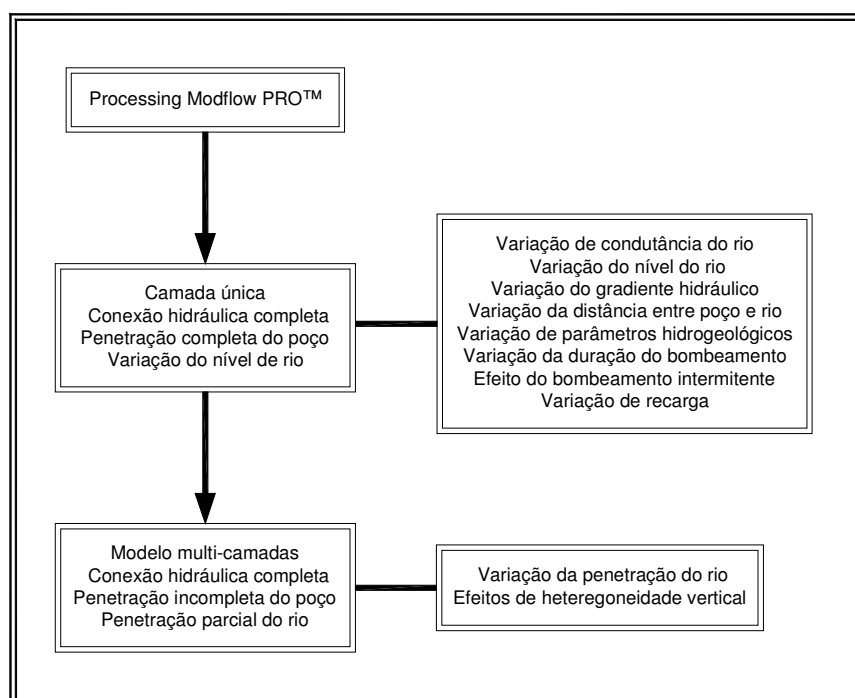 Processing Modflow PRO™
Camada única
Conexão hidráulica completa
Penetração completa do poço
Variação do nível de rio
Variação de condutância do rio
Variação do nível do rio
Variação do gradiente hidráulico
Variação da distância entre poço e rio
Variação de parâmetros hidrogeológicos
Variação da duração do bombeamento
Efeito do bombeamento intermitente
Variação de recarga
Modelo multi-camadas
Conexão hidráulica completa
Penetração incompleta do poço
Penetração parcial do rio
Variação da penetração do rio
Efeitos de heteregoneidade vertical